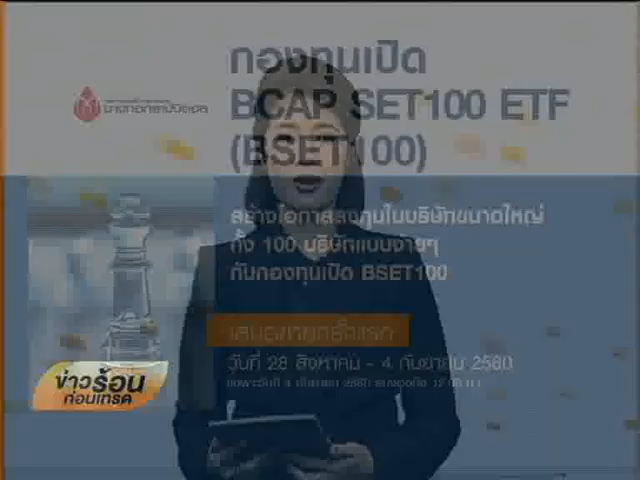 กองทุนเปิด
BCAP SET100 ETF
(BSET100)
สร้างโอกาสลงทุนในบริษัทขนาดใหญ่
ทั้ง 100 บริษัทแบบง่ายๆ
กับกองทุนเปิด BSET100
เสนอขายครั้งแรก
วันที่ 28 สิงหาคม - 4 กันยายน 2560
ข่าวร้อน
ก่อนเทรด